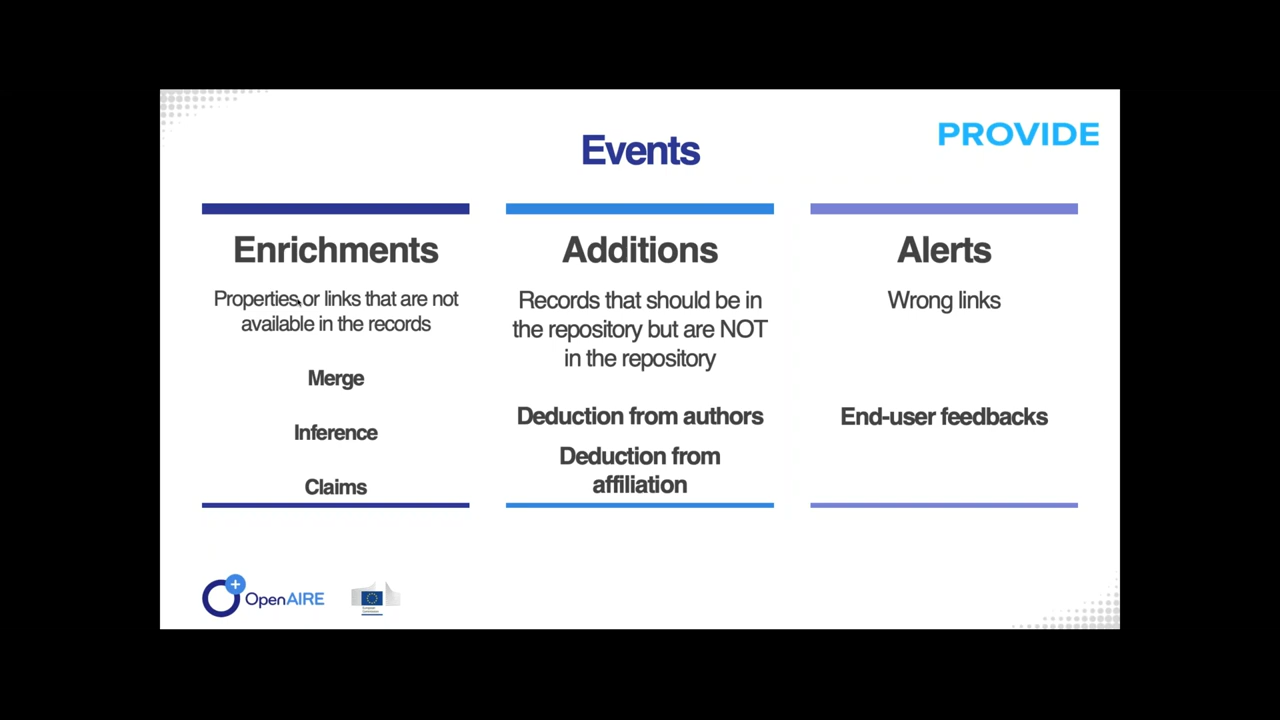 PROVIDE
Events
Enrichments
Properties or links that are not
available in the records
Merge
Inference
Claims
Additions
Records that should be in
the repository but are NOT
in the repository
Deduction from authors
Deduction from
affiliation
Alerts
Wrong links
End-user feedbacks
OpenAIRE